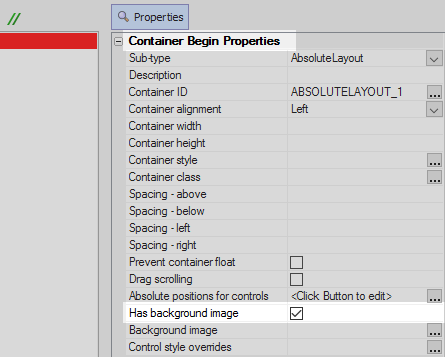 //
Properties
Container Begin Properties
Sub-type AbsoluteLayout
Description
Container ID ABSOLUTELAYOUT_1 ...
Container alignment Left
Container width
Container height
Container style ...
Container class ...
Spacing - above
Spacing - below
Spacing - left
Spacing - right
Prevent container float
Drag scrolling
Absolute positions for controls <Click Button to edit> ...
Has background image
Background image ...
Control style overrides ...